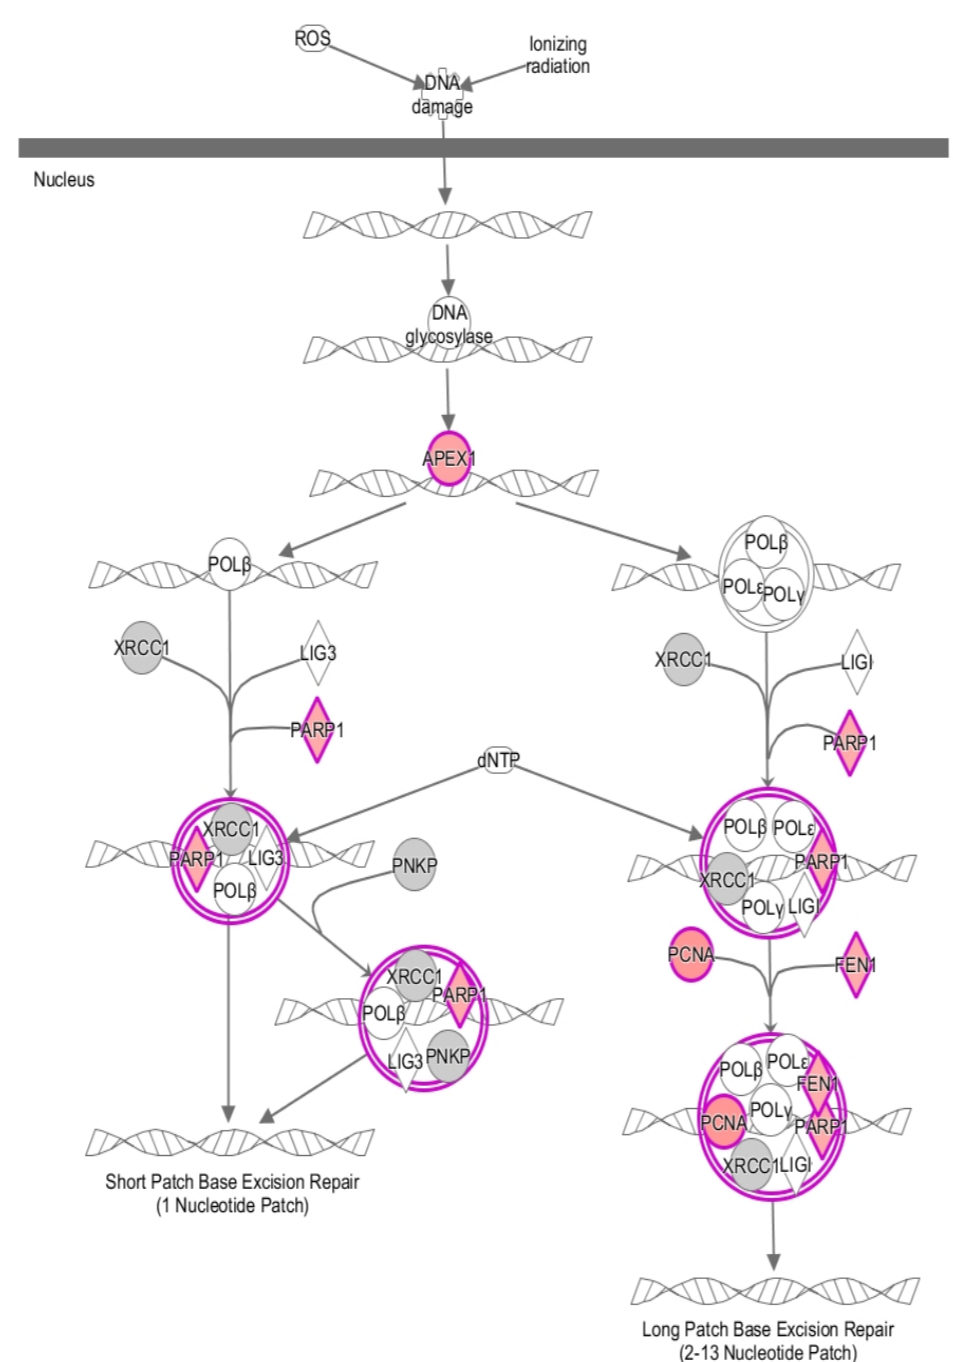 ROS
Ionizing
radiation
DNA
damage
Nucleus
DNA
glycosylase
APEX1
POLβ
POLβ
POLε
POLγ
XRCC1
LIG3
PARP1
XRCC1
LIGI
PARP1
dNTP
XRCC1
PARP1
LIG3
POLβ
PNKP
POLβ
POLε
PARP1
XRCC1
POLγ
LIGI
PCNA
FEN1
XRCC1
PARP1
POLβ
LIG3
PNKP
POLβ
POLε
FEN1
POLγ
PCNA
PARP1
XRCC1
LIGI
Short Patch Base Excision Repair
(1 Nucleotide Patch)
Long Patch Base Excision Repair
(2-13 Nucleotide Patch)